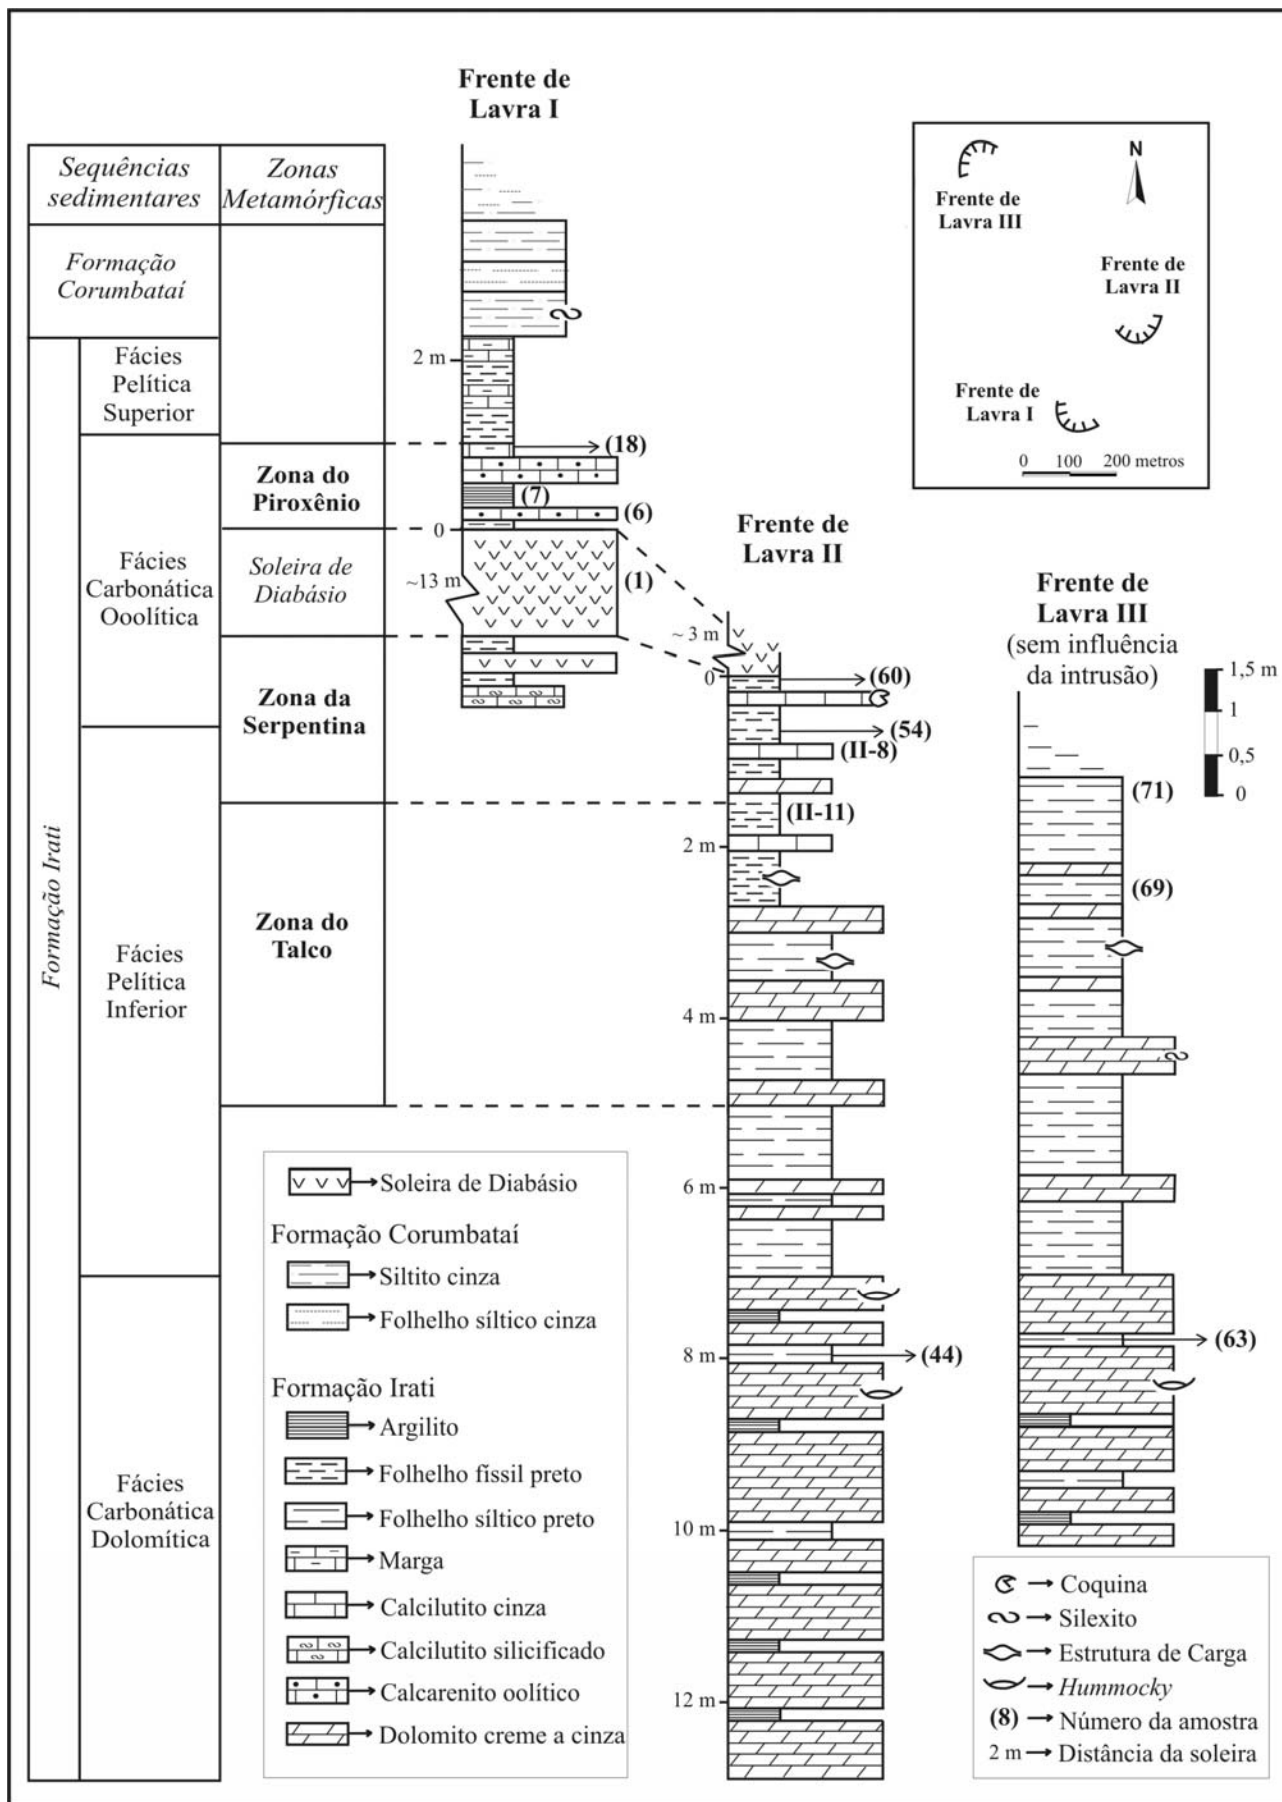 Frente de
Lavra I
Sequências
sedimentares
Zonas
Metamórficas
Formação
Corumbataí
Formação Irati
Fácies
Pelítica
Superior
Fácies
Carbonática
Ooolítica
Fácies
Pelítica
Inferior
Fácies
Carbonática
Dolomítica
Zona do
Piroxênio
Soleira de
Diabásio
Zona da
Serpentina
Zona do
Talco
2 m
0
~13 m
(18)
(7)
(6)
(1)
Frente de
Lavra III
N
Frente de
Lavra II
Frente de
Lavra I
0 100 200 metros
Frente de
Lavra II
~ 3 m
0
2 m
4 m
6 m
8 m
10 m
12 m
(60)
(54)
(II-8)
(II-11)
(44)
Frente de
Lavra III
(sem influência
da intrusão)
1,5 m
1
0,5
0
(71)
(69)
(63)
Soleira de Diabásio
Formação Corumbataí
Siltito cinza
Folhelho síltico cinza
Formação Irati
Argilito
Folhelho físsil preto
Folhelho síltico preto
Marga
Calcilutito cinza
Calcilutito silicificado
Calcarenito oolítico
Dolomito creme a cinza
Coquina
Silexito
Estrutura de Carga
Hummocky
(8) Número da amostra
2 m Distância da soleira